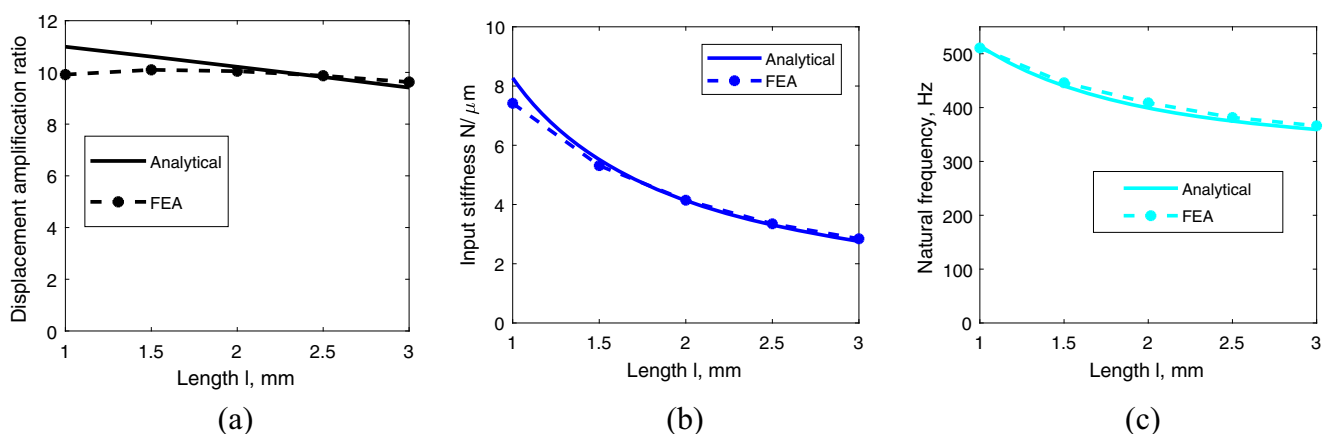 Displacement amplification ratio
12
10
8
6
4
2
0
Analytical
FEA
1 1.5 2 2.5 3
Length l, mm
(a)
Input stiffness N/μm
10
8
6
4
2
0
Analytical
FEA
1 1.5 2 2.5 3
Length l, mm
(b)
Natural frequency, Hz
500
400
300
200
100
0
Analytical
FEA
1 1.5 2 2.5 3
Length l, mm
(c)